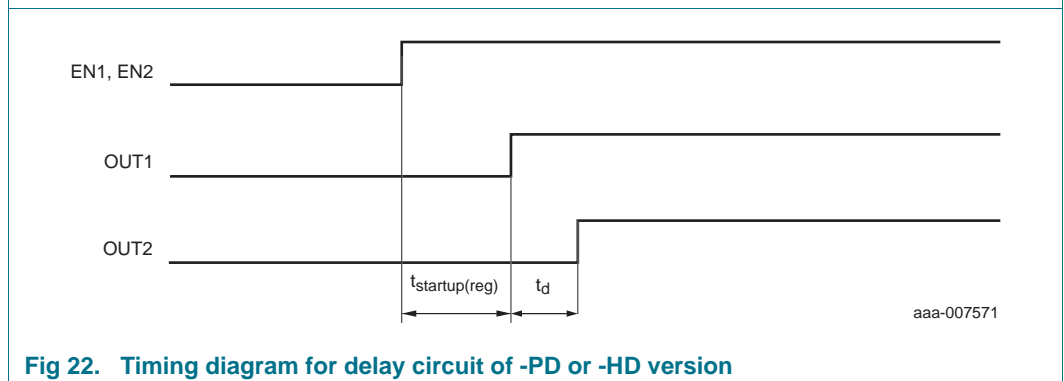 EN1, EN2
OUT1
OUT2
tstartup(reg) td
aaa-007571
Fig 22. Timing diagram for delay circuit of -PD or -HD version